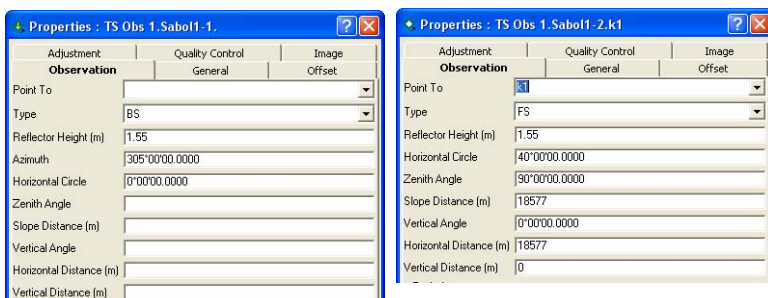 Properties : TS Obs 1.Sabol1-1.
Adjustment Quality Control Image
Observation General Offset
Point To
Type BS
Reflector Height (m) 1.55
Azimuth 305°00'00.0000
Horizontal Circle 0°00'00.0000
Zenith Angle
Slope Distance (m)
Vertical Angle
Horizontal Distance (m)
Vertical Distance (m)
Properties : TS Obs 1.Sabol1-2.k1
Adjustment Quality Control Image
Observation General Offset
Point To k1
Type FS
Reflector Height (m) 1.55
Horizontal Circle 40°00'00.0000
Zenith Angle 90°00'00.0000
Slope Distance (m) 18577
Vertical Angle 0°00'00.0000
Horizontal Distance (m) 18577
Vertical Distance (m) 0